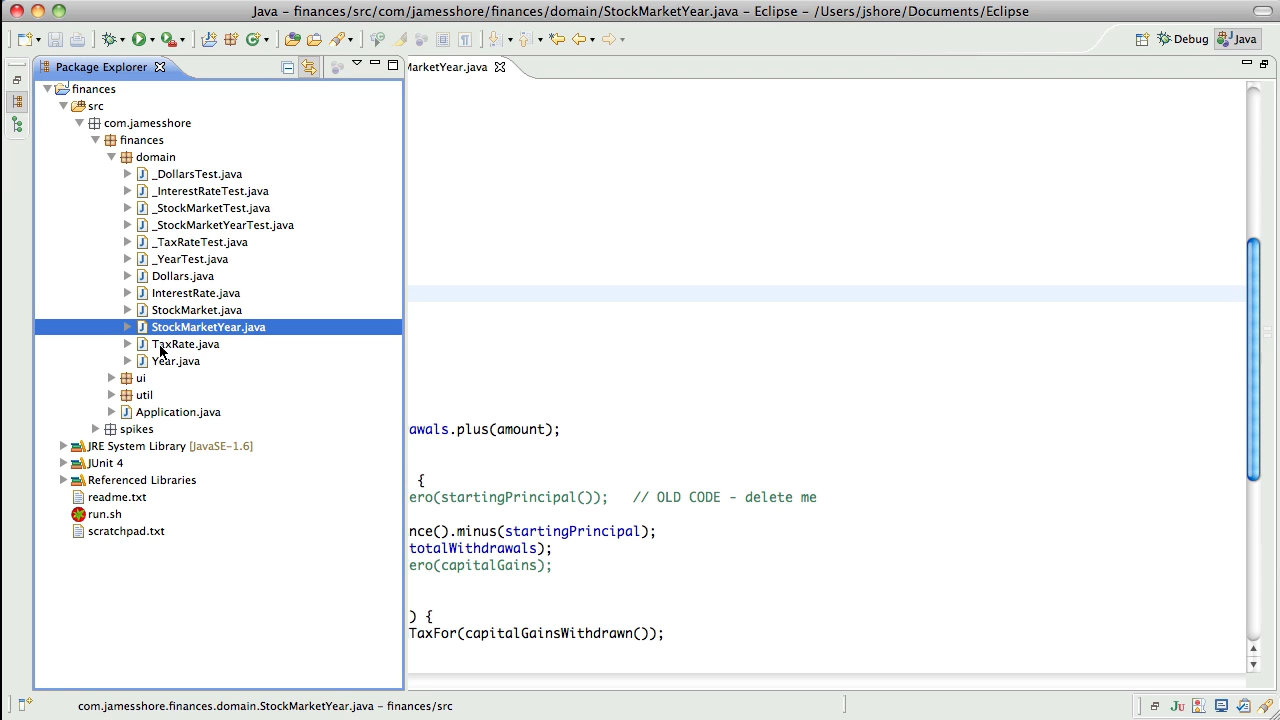 Java – finances/src/com/jamesshore/finances/domain/StockMarketYear.java – Eclipse – /Users/jshore/Documents/Eclipse
Debug
Java
Package Explorer
arketYear.java
finances
src
com.jamesshore
finances
domain
_DollarsTest.java
_InterestRateTest.java
_StockMarketTest.java
_StockMarketYearTest.java
_TaxRateTest.java
_YearTest.java
Dollars.java
InterestRate.java
StockMarket.java
StockMarketYear.java
TaxRate.java
Year.java
ui
util
Application.java
spikes
JRE System Library [JavaSE-1.6]
JUnit 4
Referenced Libraries
readme.txt
run.sh
scratchpad.txt
awals.plus(amount);
{
ero(startingPrincipal()); // OLD CODE - delete me
nce().minus(startingPrincipal);
totalWithdrawals);
ero(capitalGains);
) {
TaxFor(capitalGainsWithdrawn());
com.jamesshore.finances.domain.StockMarketYear.java – finances/src